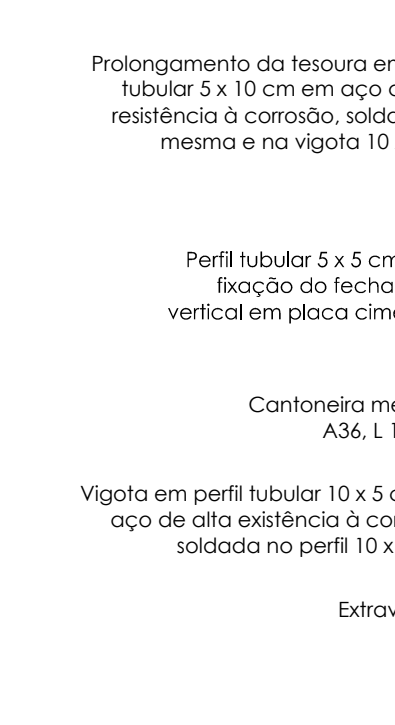 Prolongamento da tesoura em
tubular 5 x 10 cm em aço
resistência à corrosão, solda
mesma e na vigota 10
Perfil tubular 5 x 5 cm
fixação do fecha
vertical em placa cime
Cantoneira me
A36, L 1
Vigota em perfil tubular 10 x 5
aço de alta existência à cor
soldada no perfil 10 x
Extrav